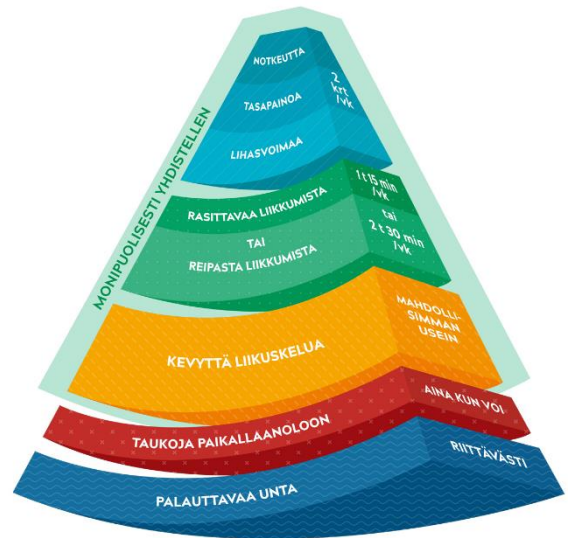 MONIPUOLISESTI YHDISTELLEN
NOTKEUTTA
TASAPAINOA
LIHASVOIMAA
2
krt
/vk
RASITTAVAA LIIKKUMISTA
1 t 15 min
/vk
TAI
tai
REIPASTA LIIKKUMISTA
2 t 30 min
/vk
KEVYTTÄ LIIKUSKELUA
MAHDOLLI-
SIMMAN
USEIN
TAUKOJA PAIKALLAANOLOON
AINA KUN VOI
PALAUTTAVAA UNTA
RIITTÄVÄSTI